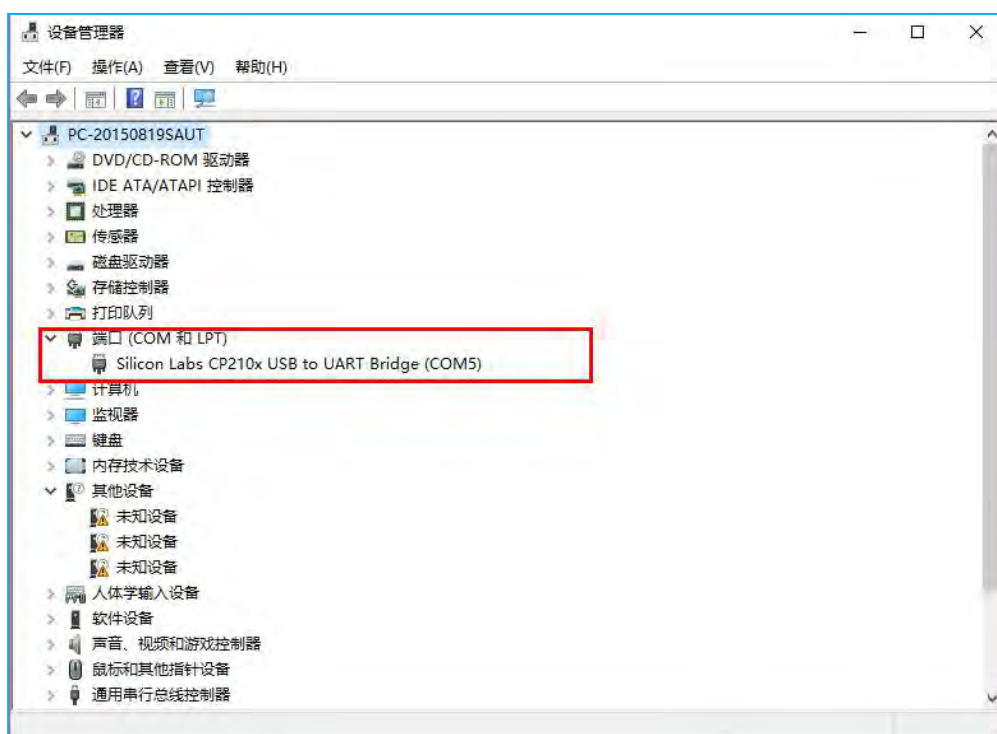 设备管理器
文件(F) 操作(A) 查看(V) 帮助(H)
PC-20150819SAUT
DVD/CD-ROM 驱动器
IDE ATA/ATAPI 控制器
处理器
传感器
磁盘驱动器
存储控制器
打印队列
端口 (COM 和 LPT)
Silicon Labs CP210x USB to UART Bridge (COM5)
计算机
监视器
键盘
内存技术设备
其他设备
未知设备
未知设备
未知设备
人体学输入设备
软件设备
声音、视频和游戏控制器
鼠标和其他指针设备
通用串行总线控制器